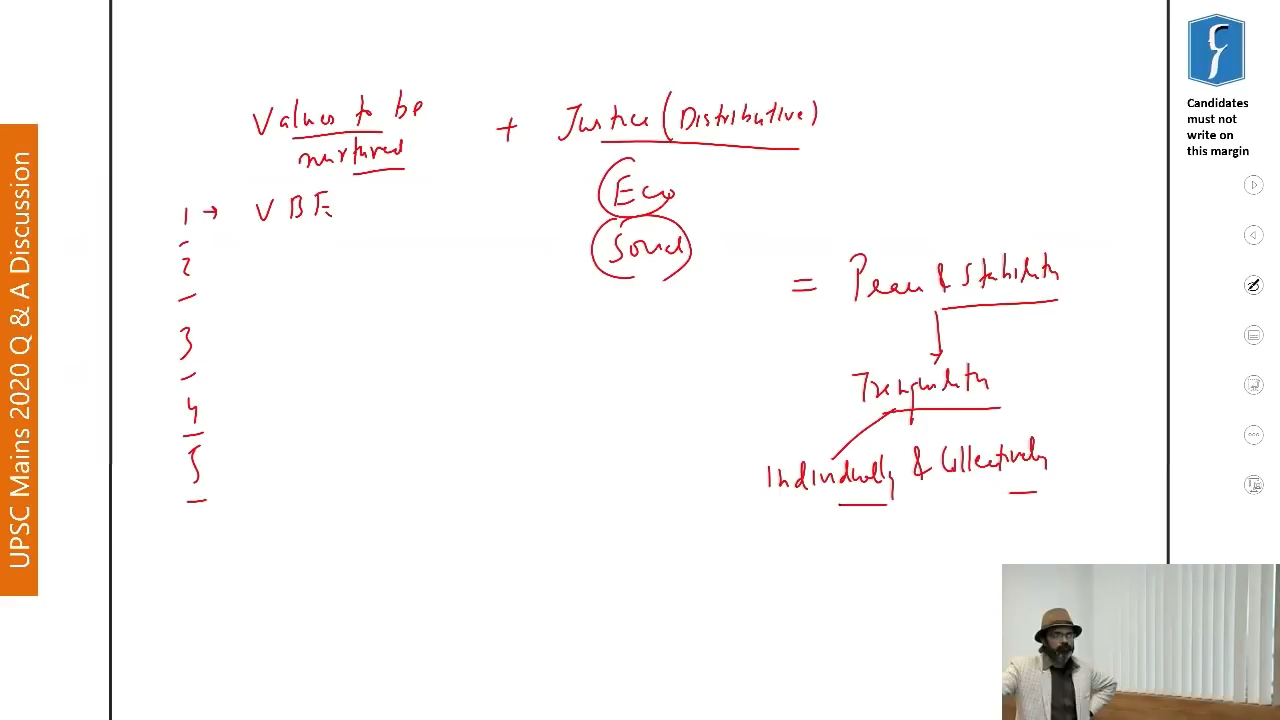 UPSC Mains 2020 Q & A Discussion
Values to be
nurtured
+ Justice (Distributive)
Eco
Social
1 → VBE
2
3
4
5
= Peace & Stability
Tranquility
Individually & Collectively
Candidates
must not
write on
this margin